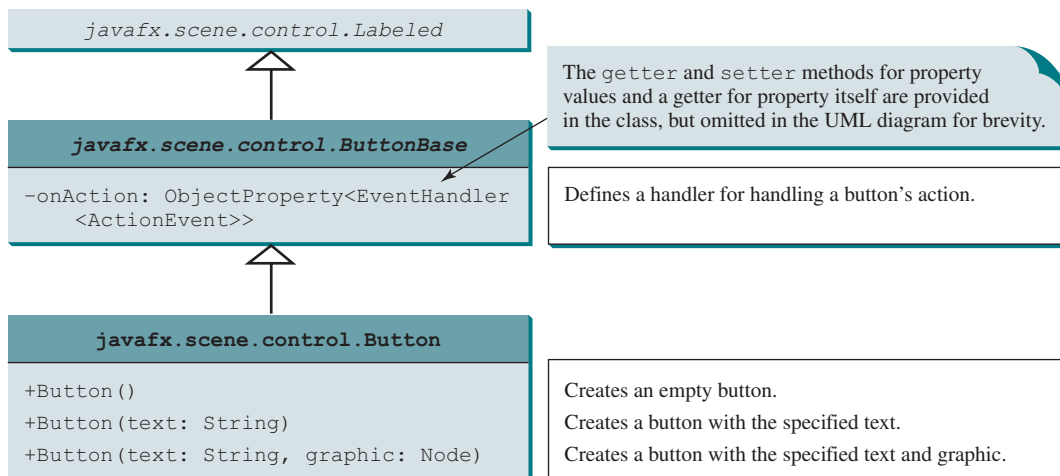 javafx.scene.control.Labeled
The getter and setter methods for property
values and a getter for property itself are provided
in the class, but omitted in the UML diagram for brevity.
javafx.scene.control.ButtonBase
-onAction: ObjectProperty<EventHandler
<ActionEvent>>
Defines a handler for handling a button's action.
javafx.scene.control.Button
+Button()
+Button(text: String)
+Button(text: String, graphic: Node)
Creates an empty button.
Creates a button with the specified text.
Creates a button with the specified text and graphic.